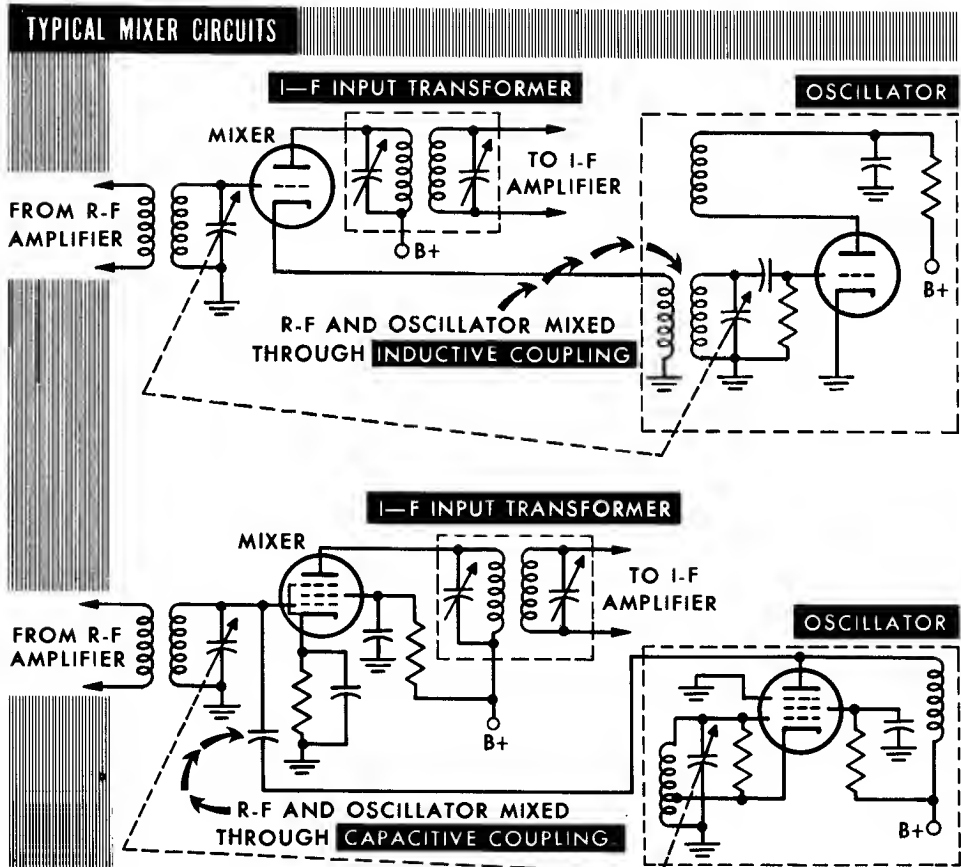 TYPICAL MIXER CIRCUITS
I—F INPUT TRANSFORMER
OSCILLATOR
MIXER
TO I-F
AMPLIFIER
FROM R-F
AMPLIFIER
B+
B+
R-F AND OSCILLATOR MIXED
THROUGH INDUCTIVE COUPLING
I—F INPUT TRANSFORMER
MIXER
TO I-F
AMPLIFIER
OSCILLATOR
FROM R-F
AMPLIFIER
B+
B+
R-F AND OSCILLATOR MIXED
THROUGH CAPACITIVE COUPLING